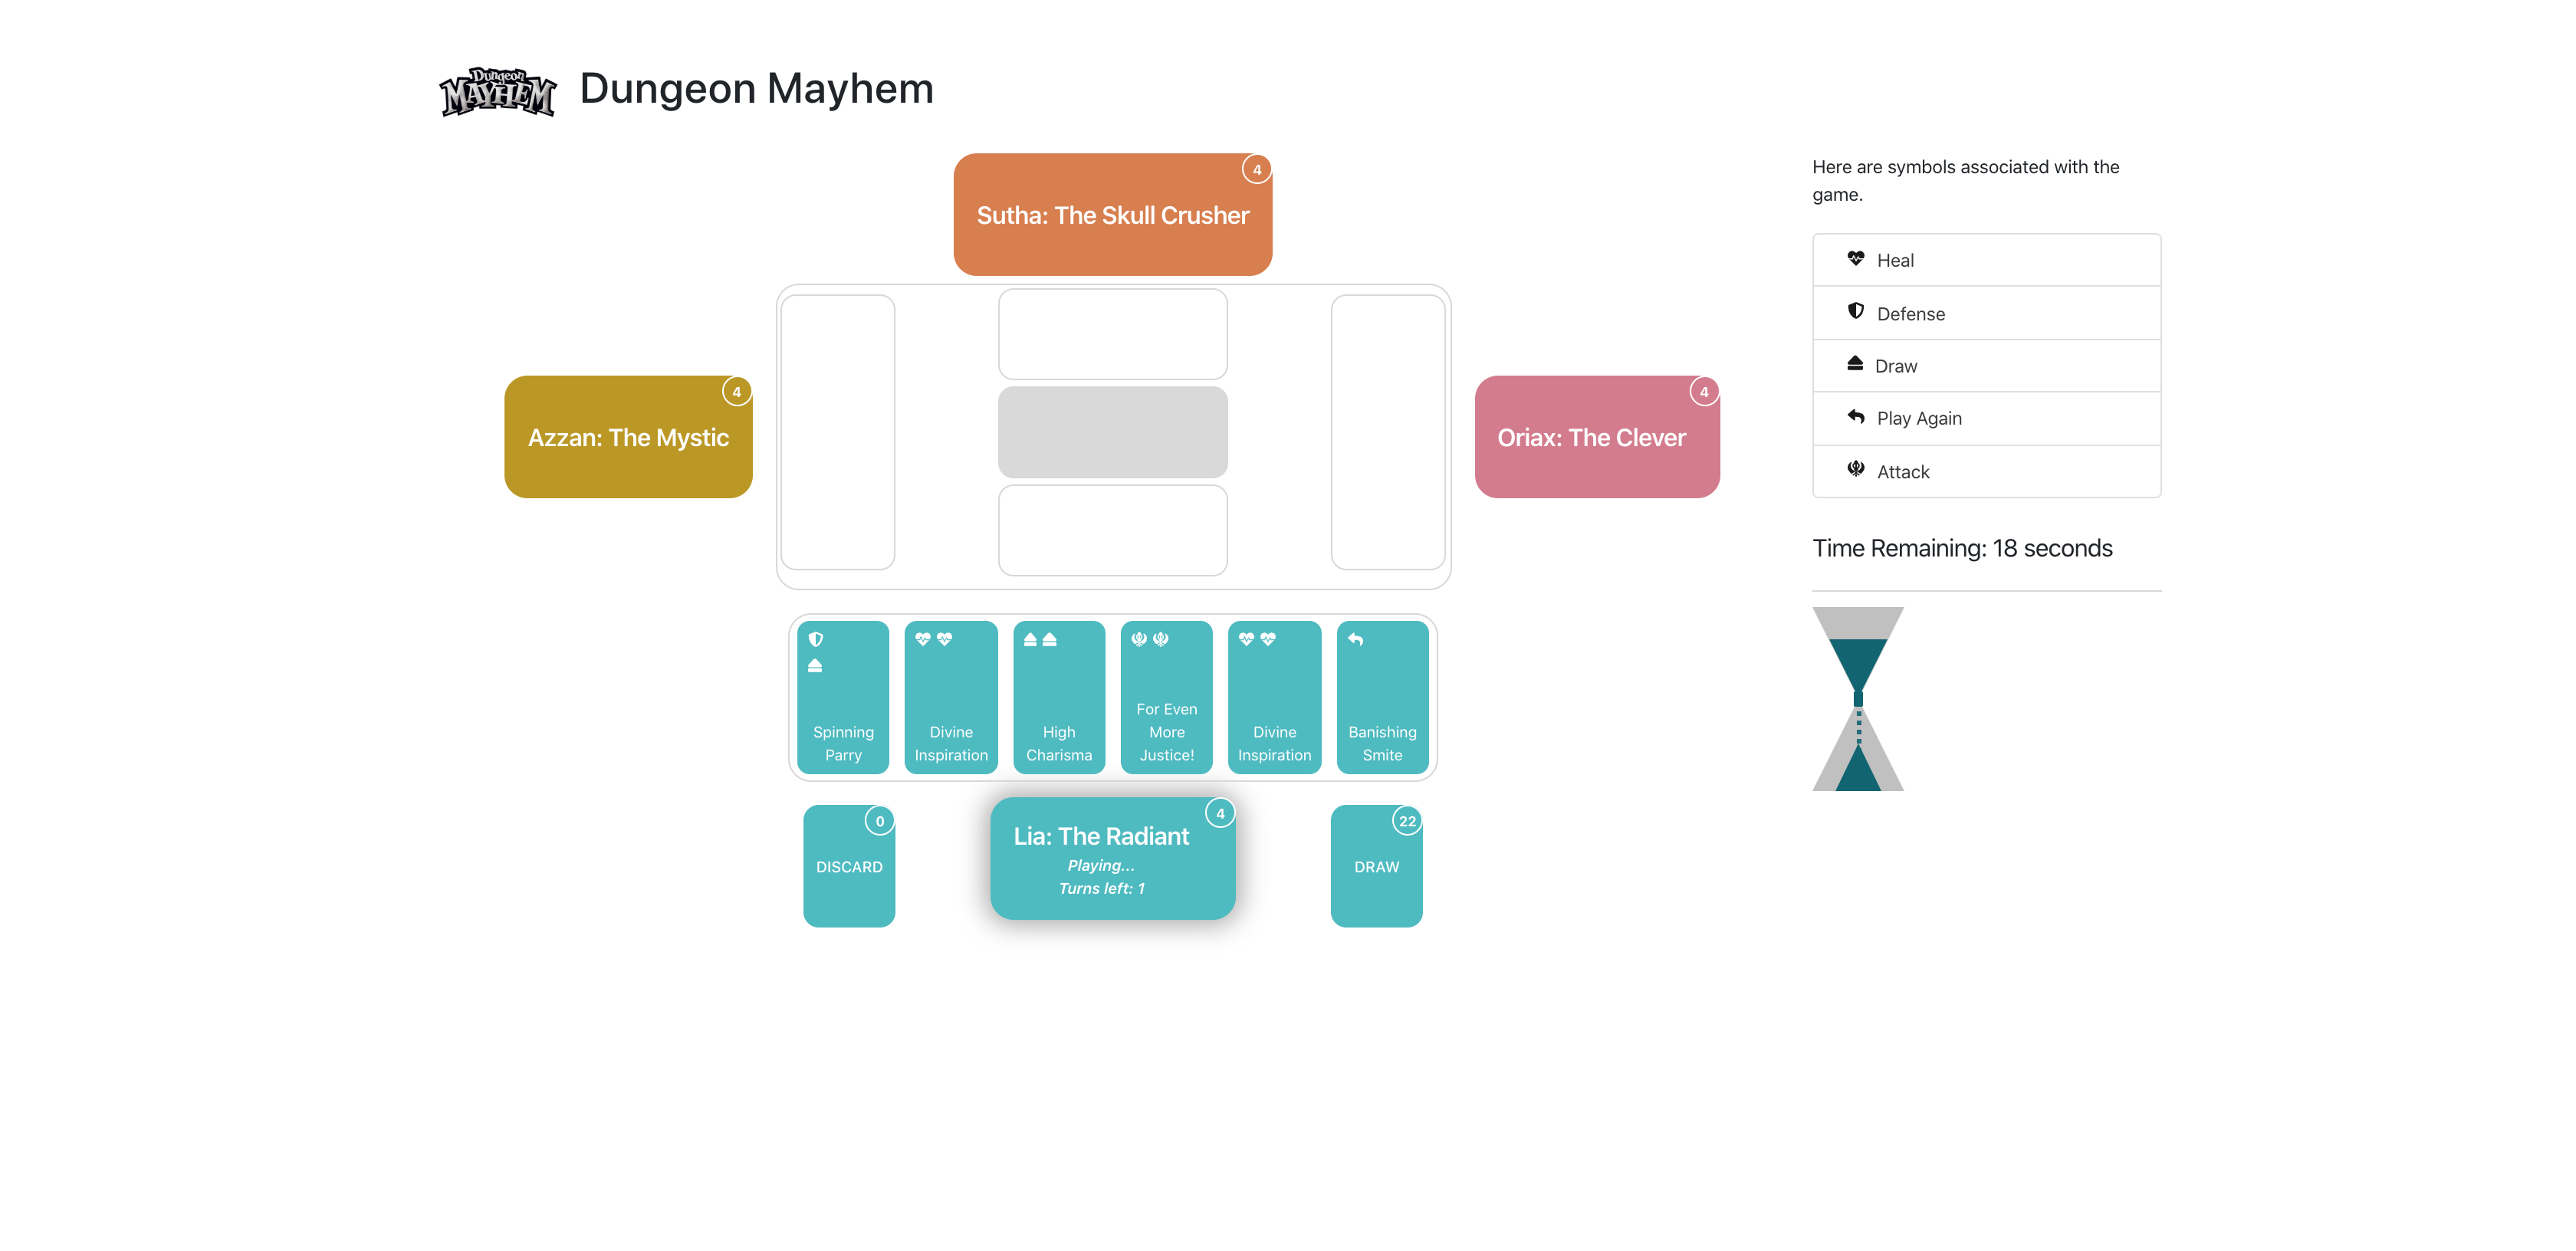 Dungeon
MAYHEM
Dungeon Mayhem
4
Sutha: The Skull Crusher
4
Azzan: The Mystic
4
Oriax: The Clever
Spinning
Parry
Divine
Inspiration
High
Charisma
For Even
More
Justice!
Divine
Inspiration
Banishing
Smite
0
DISCARD
4
Lia: The Radiant
Playing...
Turns left: 1
22
DRAW
Here are symbols associated with the
game.
Heal
Defense
Draw
Play Again
Attack
Time Remaining: 18 seconds